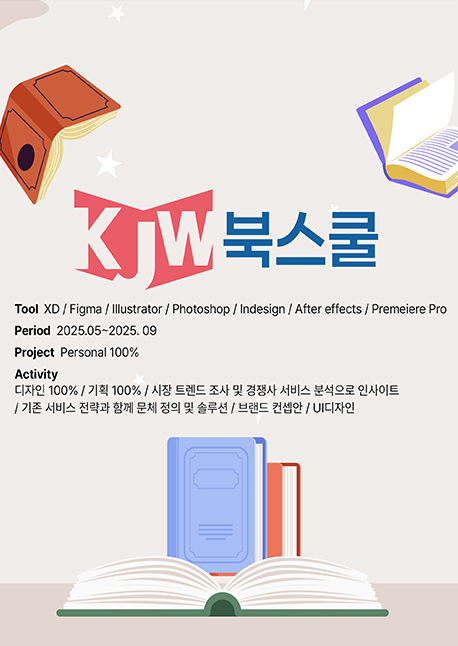 KJW 북스쿨
Tool XD / Figma / Illustrator / Photoshop / Indesign / After effects / Premeiere Pro
Period 2025.05~2025. 09
Project Personal 100%
Activity
디자인 100% / 기획 100% / 시장 트렌드 조사 및 경쟁사 서비스 분석으로 인사이트
/ 기존 서비스 전략과 함께 문체 정의 및 솔루션 / 브랜드 컨셉안 / UI디자인